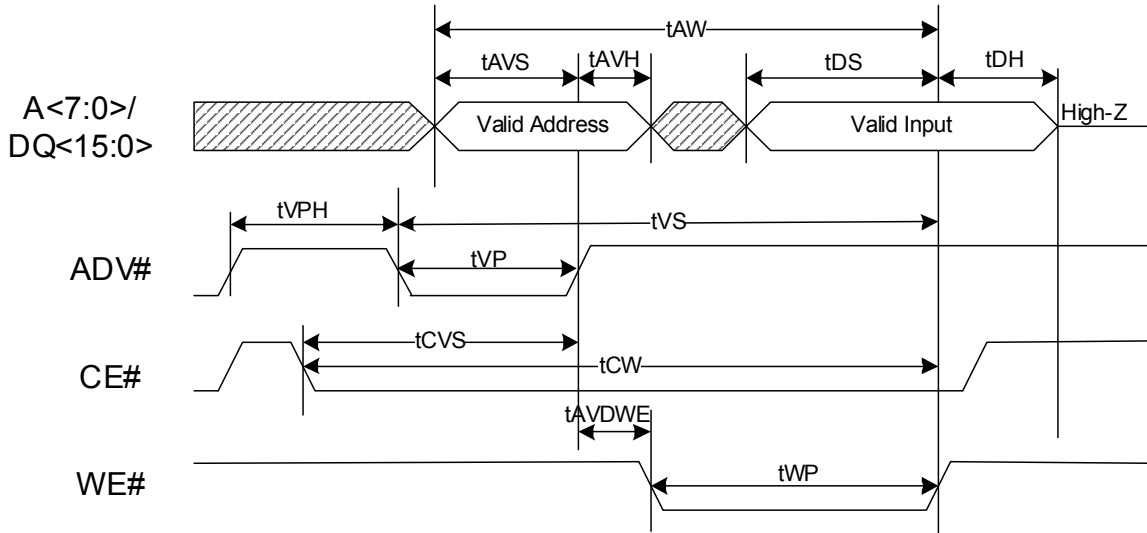 tAW
tAVS tAVH tDS tDH
A<7:0>/
DQ<15:0>
Valid Address Valid Input High-Z
tVPH tVS
ADV# tVP
tCVS
CE# tCW
tAVDWE
WE# tWP